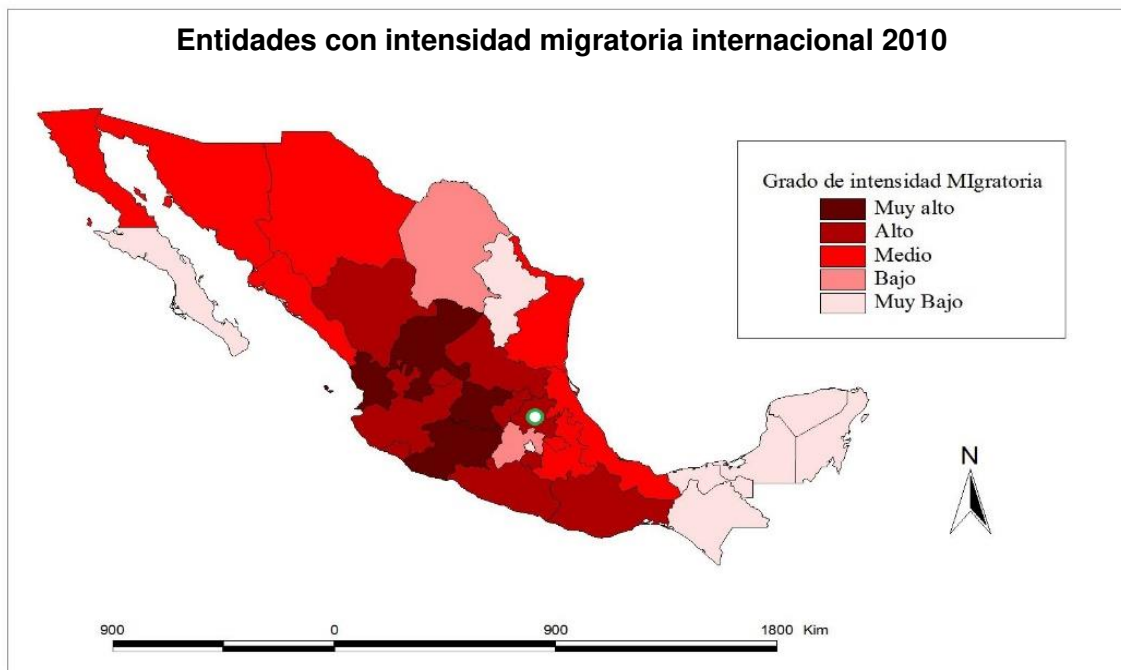 Entidades con intensidad migratoria internacional 2010
Grado de intensidad MIgratoria
Muy alto
Alto
Medio
Bajo
Muy Bajo
N
900 0 900 1800 Kim